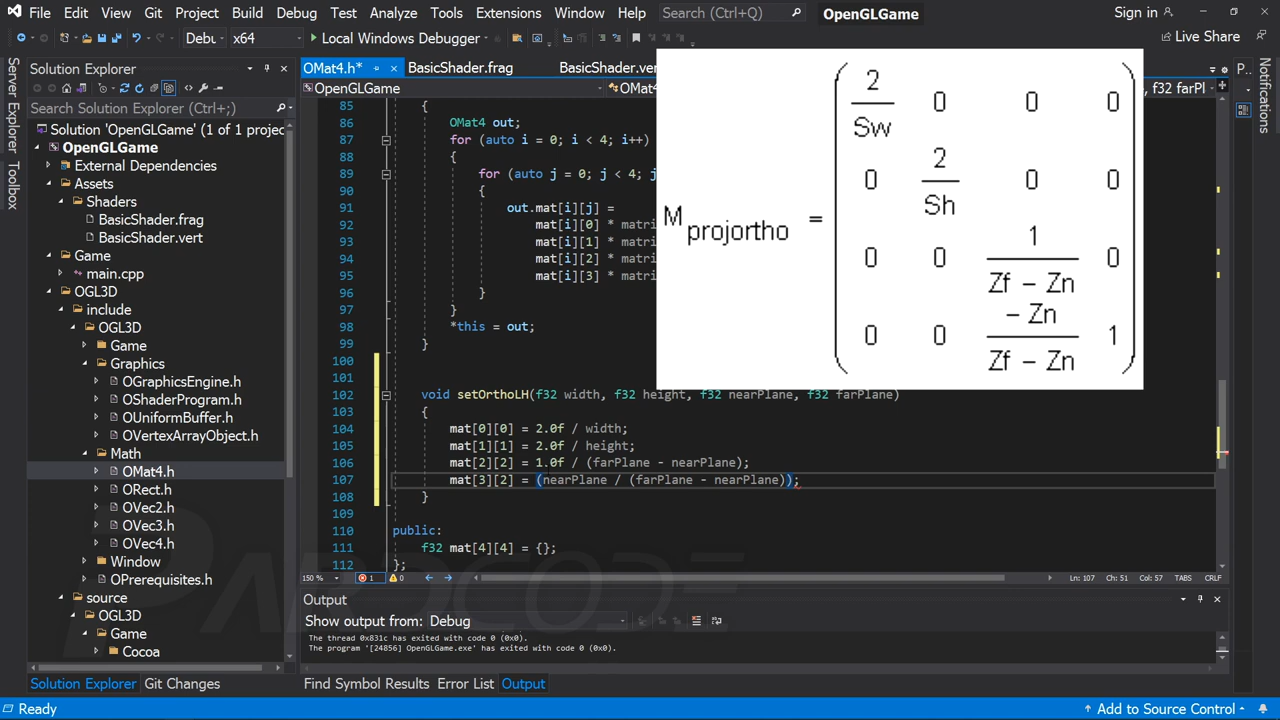 File Edit View Git Project Build Debug Test Analyze Tools Extensions Window Help Search (Ctrl+Q) OpenGLGame Sign in
Debu x64 Local Windows Debugger Live Share
Server Explorer
Toolbox
Notifications
Solution Explorer
Search Solution Explorer (Ctrl+;)
Solution 'OpenGLGame' (1 of 1 projec
OpenGLGame
External Dependencies
Assets
Shaders
BasicShader.frag
BasicShader.vert
Game
main.cpp
OGL3D
include
OGL3D
Game
Graphics
OGraphicsEngine.h
OShaderProgram.h
OUniformBuffer.h
OVertexArrayObject.h
Math
OMat4.h
ORect.h
OVec2.h
OVec3.h
OVec4.h
Window
OPrerequisites.h
source
OGL3D
Game
Cocoa
Solution Explorer Git Changes
OMat4.h* BasicShader.frag BasicShader.ver
OpenGLGame OMat4 , f32 farPl
85 {
86 OMat4 out;
87 for (auto i = 0; i < 4; i++)
88 {
89 for (auto j = 0; j < 4; j
90 {
91 out.mat[i][j] =
92 mat[i][0] * matri
93 mat[i][1] * matri
94 mat[i][2] * matri
95 mat[i][3] * matri
96 }
97 }
98 *this = out;
99 }
100
101
102 void setOrthoLH(f32 width, f32 height, f32 nearPlane, f32 farPlane)
103 {
104 mat[0][0] = 2.0f / width;
105 mat[1][1] = 2.0f / height;
106 mat[2][2] = 1.0f / (farPlane - nearPlane);
107 mat[3][2] = (nearPlane / (farPlane - nearPlane));
108 }
109
110 public:
111 f32 mat[4][4] = {};
112 };
M projortho =
2
Sw 0 0 0
0 2
Sh 0 0
0 0 1
Zf - Zn 0
0 0 - Zn
Zf - Zn 1
150 % 1 0 Ln: 107 Ch: 51 Col: 57 TABS CRLF
PARDCODE
Output
Show output from: Debug
The thread 0x831c has exited with code 0 (0x0).
The program '[24856] OpenGLGame.exe' has exited with code 0 (0x0).
Find Symbol Results Error List Output
Ready Add to Source Control